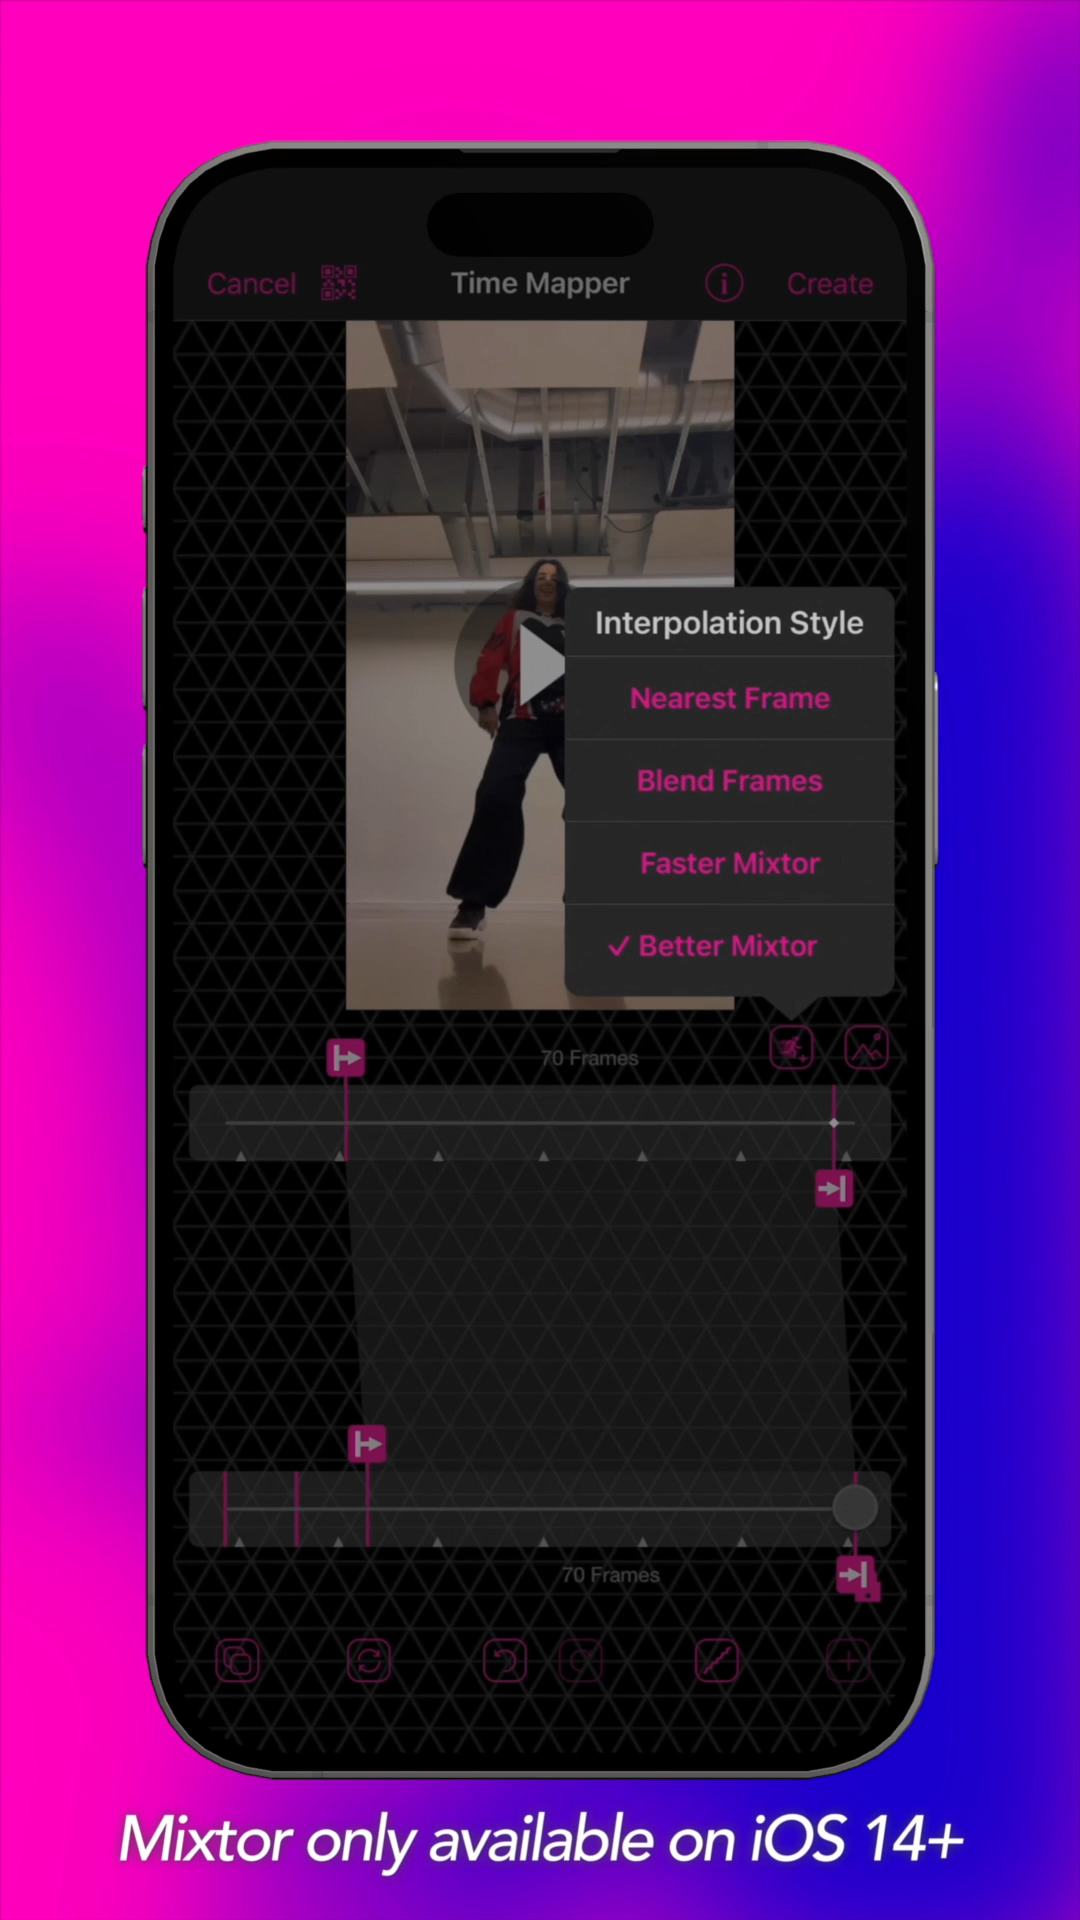 Cancel
Time Mapper
Create
Interpolation Style
Nearest Frame
Blend Frames
Faster Mixtor
✓ Better Mixtor
70 Frames
70 Frames
Mixtor only available on iOS 14+